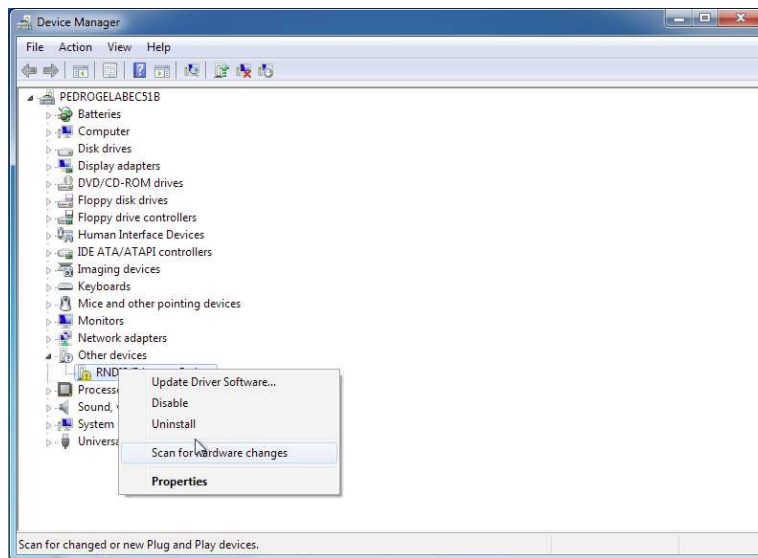 Device Manager
File Action View Help
PEDROGELABEC51B
Batteries
Computer
Disk drives
Display adapters
DVD/CD-ROM drives
Floppy disk drives
Floppy drive controllers
Human Interface Devices
IDE ATA/ATAPI controllers
Imaging devices
Keyboards
Mice and other pointing devices
Monitors
Network adapters
Other devices
Sound,
System
Update Driver Software...
Disable
Uninstall
Scan for hardware changes
Properties
Scan for changed or new Plug and Play devices.